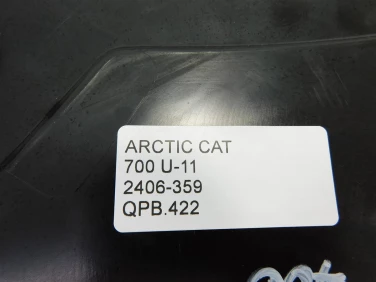 ARCTIC CAT
700 U-11
2406-359
QPB.422